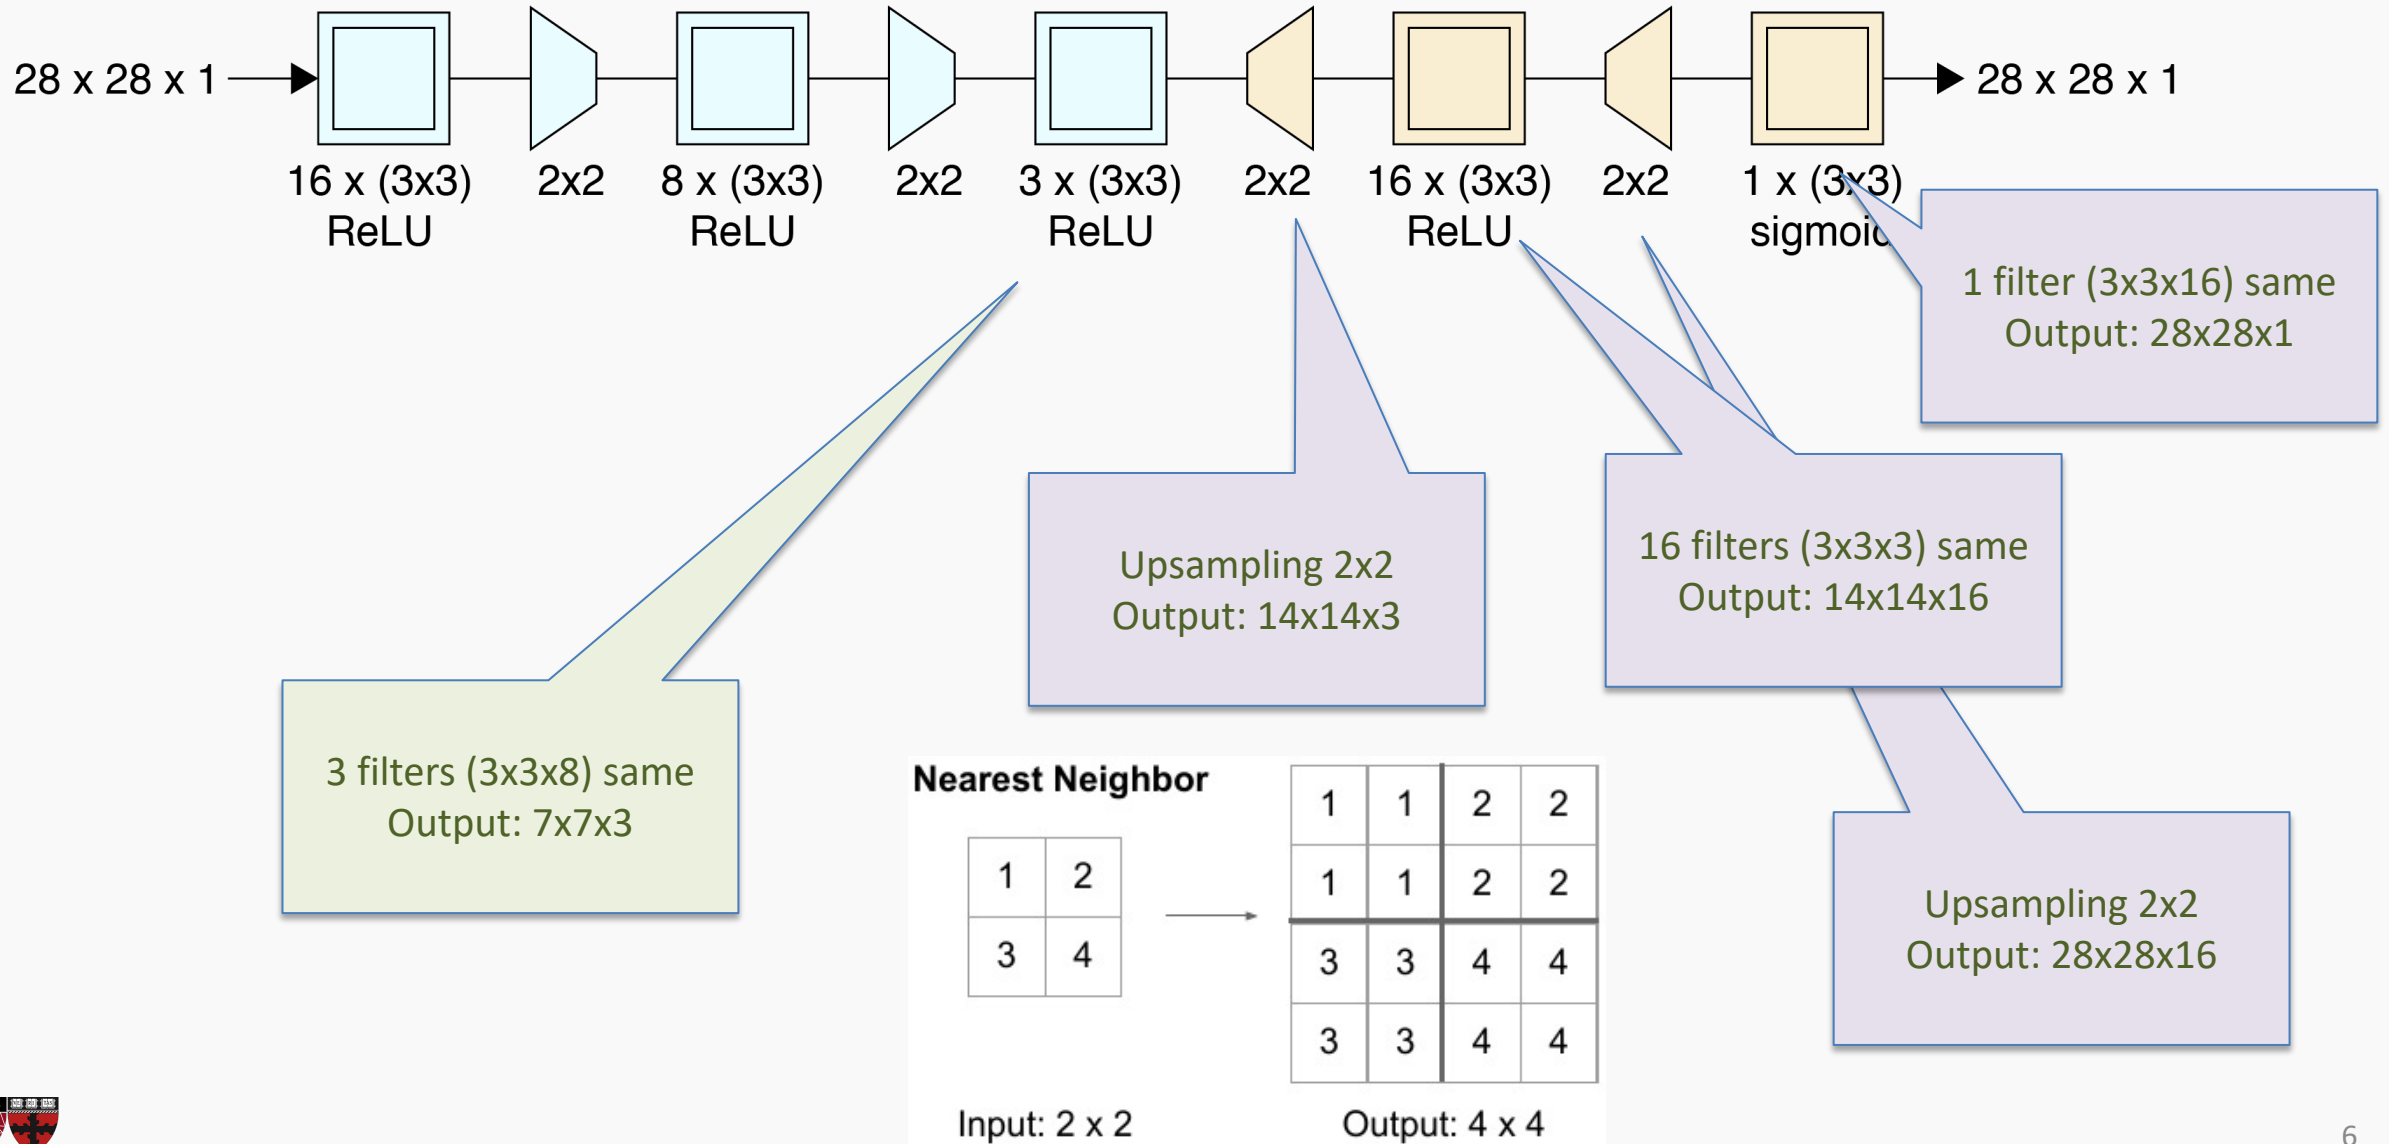 28 x 28 x 1
28 x 28 x 1
16 x (3x3)
ReLU
2x2
8 x (3x3)
ReLU
2x2
3 x (3x3)
ReLU
2x2
16 x (3x3)
ReLU
2x2
1 x (3x3)
sigmoid
1 filter (3x3x16) same
Output: 28x28x1
16 filters (3x3x3) same
Output: 14x14x16
Upsampling 2x2
Output: 14x14x3
3 filters (3x3x8) same
Output: 7x7x3
Upsampling 2x2
Output: 28x28x16
Nearest Neighbor
1 2
3 4
Input: 2 x 2
1 1 2 2
1 1 2 2
3 3 4 4
3 3 4 4
Output: 4 x 4
6